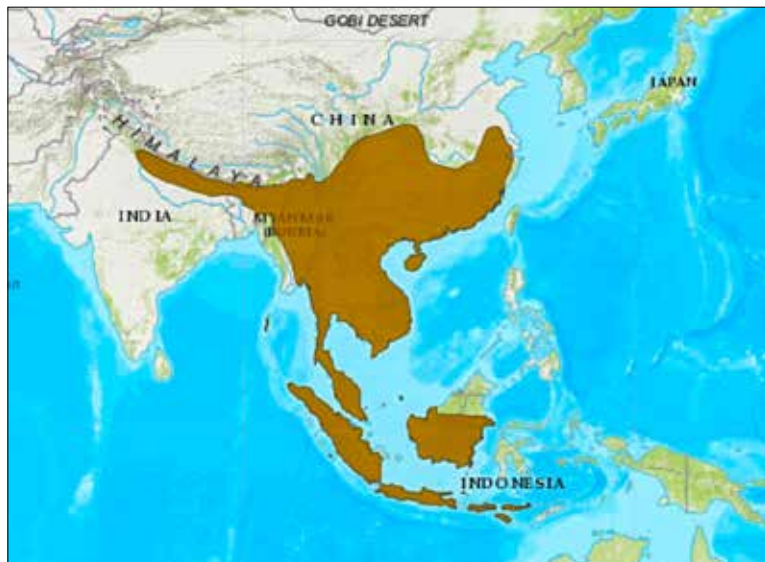 GOBI DESERT
JAPAN
CHINA
HIMALAYA
INDIA
MYANMAR
(BURMA)
INDONESIA